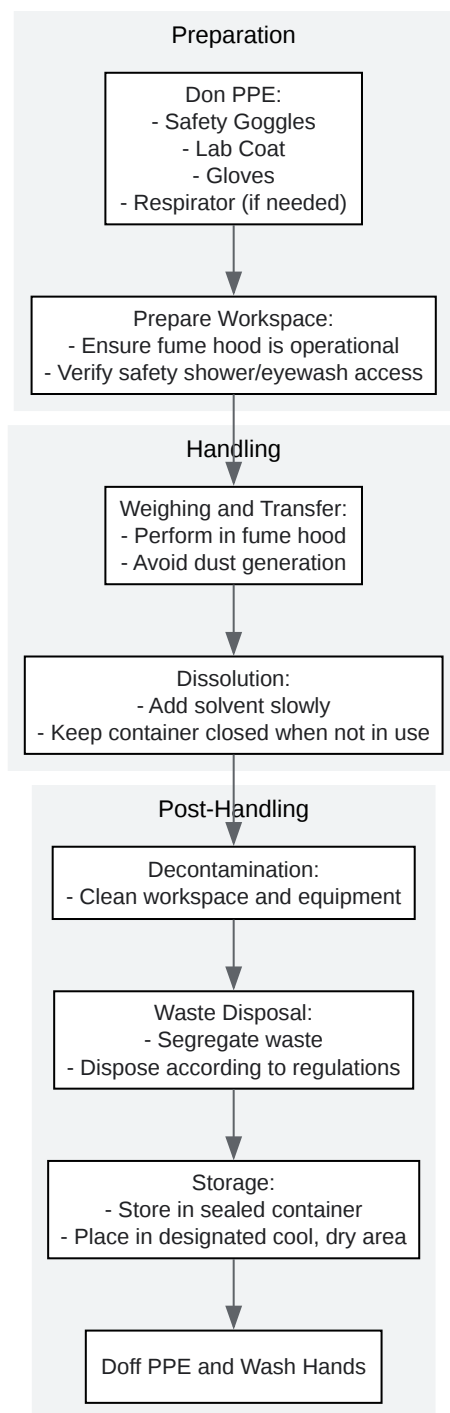 Preparation
Don PPE:
- Safety Goggles
- Lab Coat
- Gloves
- Respirator (if needed)
Prepare Workspace:
- Ensure fume hood is operational
- Verify safety shower/eyewash access
Handling
Weighing and Transfer:
- Perform in fume hood
- Avoid dust generation
Dissolution:
- Add solvent slowly
- Keep container closed when not in use
Post-Handling
Decontamination:
- Clean workspace and equipment
Waste Disposal:
- Segregate waste
- Dispose according to regulations
Storage:
- Store in sealed container
- Place in designated cool, dry area
Doff PPE and Wash Hands